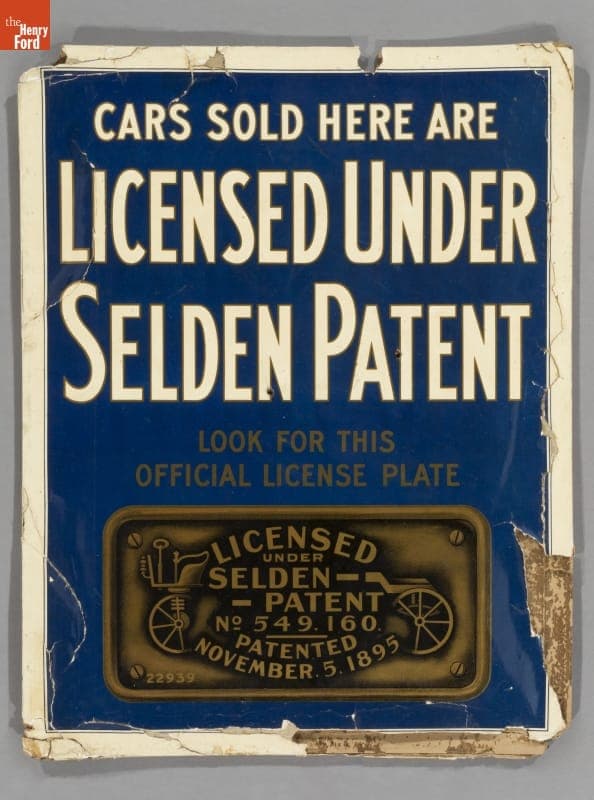 the
Henry
Ford
CARS SOLD HERE ARE
LICENSED UNDER
SELDEN PATENT
LOOK FOR THIS
OFFICIAL LICENSE PLATE
LICENSED
UNDER
SELDEN—
— PATENT
No 549.160.
PATENTED
NOVEMBER.5.1895
22939